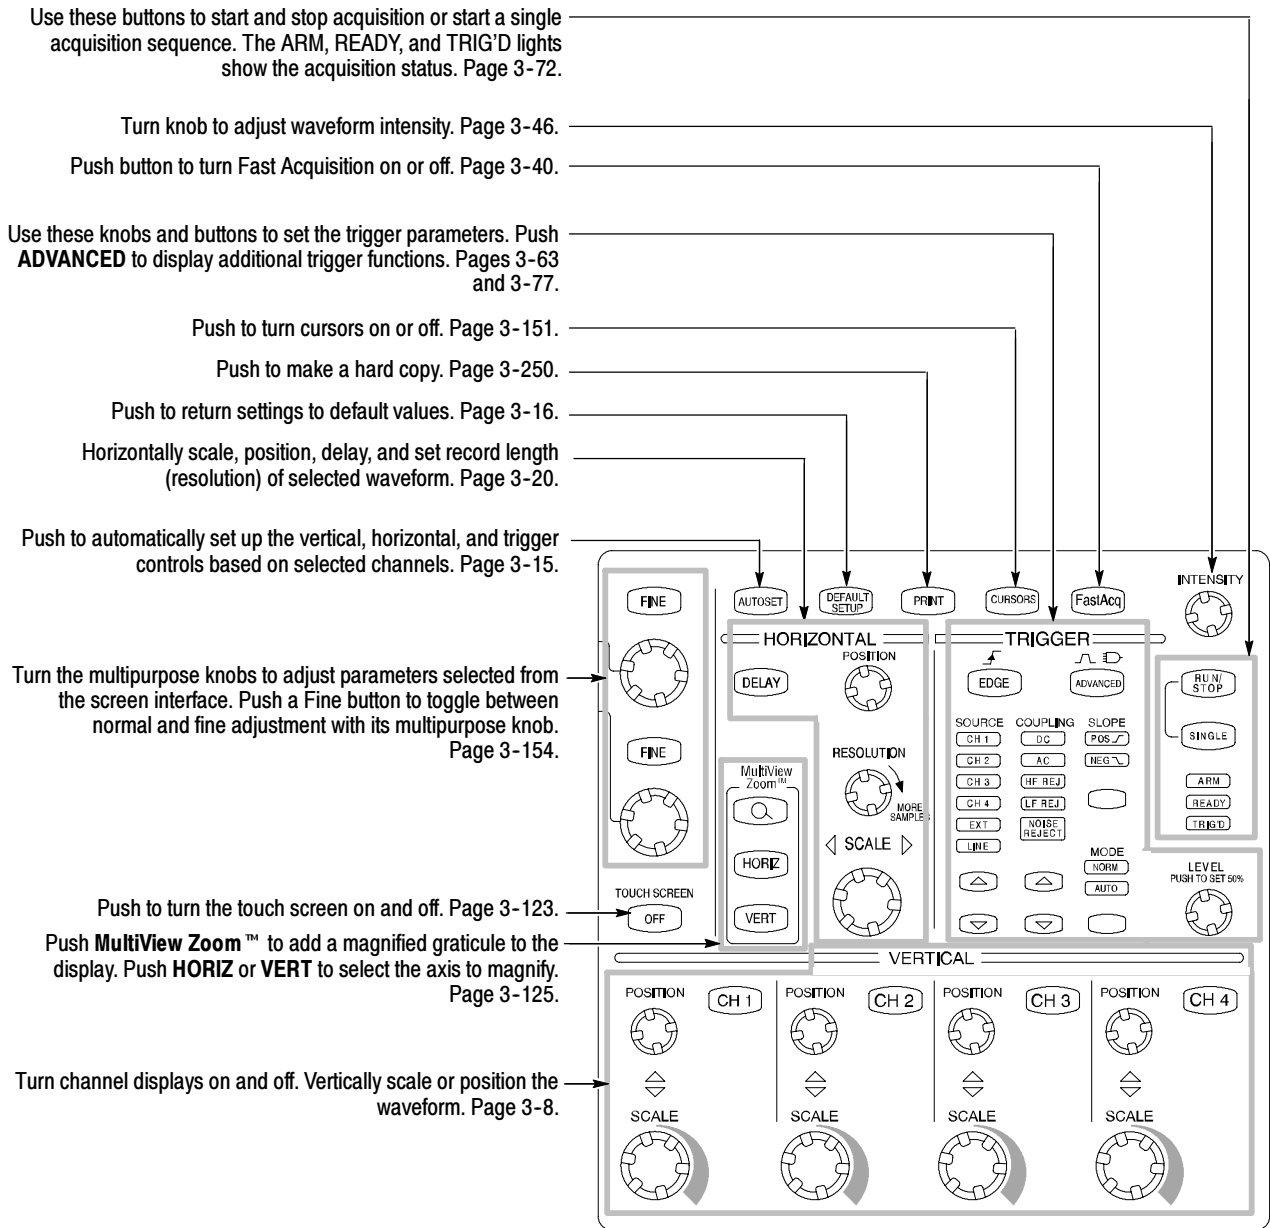 Use these buttons to start and stop acquisition or start a single
acquisition sequence. The ARM, READY, and TRIG’D lights
show the acquisition status. Page 3-72.
Turn knob to adjust waveform intensity. Page 3-46.
Push button to turn Fast Acquisition on or off. Page 3-40.
Use these knobs and buttons to set the trigger parameters. Push
ADVANCED to display additional trigger functions. Pages 3-63
and 3-77.
Push to turn cursors on or off. Page 3-151.
Push to make a hard copy. Page 3-250.
Push to return settings to default values. Page 3-16.
Horizontally scale, position, delay, and set record length
(resolution) of selected waveform. Page 3-20.
Push to automatically set up the vertical, horizontal, and trigger
controls based on selected channels. Page 3-15.
Turn the multipurpose knobs to adjust parameters selected from
the screen interface. Push a Fine button to toggle between
normal and fine adjustment with its multipurpose knob.
Page 3-154.
Push to turn the touch screen on and off. Page 3-123.
Push MultiView Zoom™ to add a magnified graticule to the
display. Push HORIZ or VERT to select the axis to magnify.
Page 3-125.
Turn channel displays on and off. Vertically scale or position the
waveform. Page 3-8.
FINE
FINE
TOUCH SCREEN
OFF
AUTOSET
DEFAULT
SETUP
PRINT
CURSORS
FastAcq
INTENSITY
HORIZONTAL
POSITION
DELAY
RESOLUTION
MORE
SAMPLES
SCALE
MultiView
Zoom™
HORIZ
VERT
TRIGGER
EDGE
ADVANCED
SOURCE
CH 1
CH 2
CH 3
CH 4
EXT
LINE
COUPLING
DC
AC
HF REJ
LF REJ
NOISE
REJECT
SLOPE
POS
NEG
MODE
NORM
AUTO
RUN/
STOP
SINGLE
ARM
READY
TRIG'D
LEVEL
PUSH TO SET 50%
VERTICAL
POSITION
CH 1
POSITION
CH 2
POSITION
CH 3
POSITION
CH 4
SCALE
SCALE
SCALE
SCALE